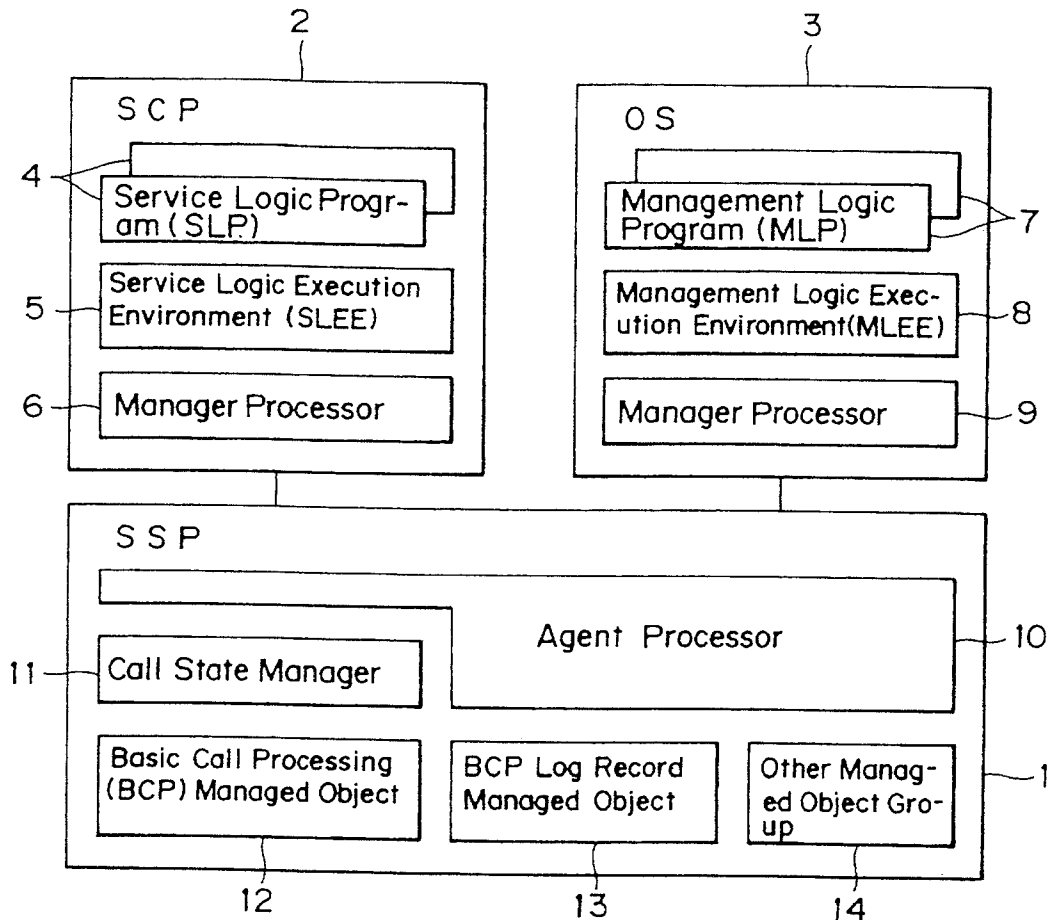 2
3
SCP
4
Service Logic Progr-
am (SLP)
5
Service Logic Execution
Environment (SLEE)
6
Manager Processor
OS
Management Logic
Program (MLP)
7
Management Logic Exec-
ution Environment(MLEE)
8
Manager Processor
9
SSP
Agent Processor
10
11
Call State Manager
Basic Call Processing
(BCP) Managed Object
BCP Log Record
Managed Object
Other Manag-
ed Object Gro-
up
1
12
13
14